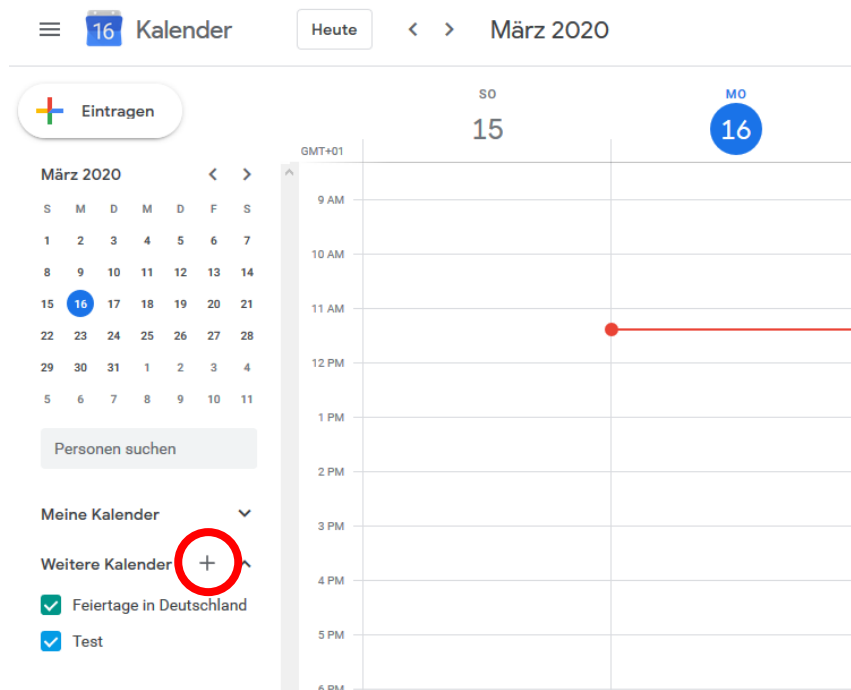 16 Kalender Heute März 2020
Eintragen
SO MO
15 16
GMT+01
März 2020
S M D M D F S
1 2 3 4 5 6 7
8 9 10 11 12 13 14
15 16 17 18 19 20 21
22 23 24 25 26 27 28
29 30 31 1 2 3 4
5 6 7 8 9 10 11
Personen suchen
Meine Kalender
Weitere Kalender
Feiertage in Deutschland
Test
9 AM
10 AM
11 AM
12 PM
1 PM
2 PM
3 PM
4 PM
5 PM
6 PM